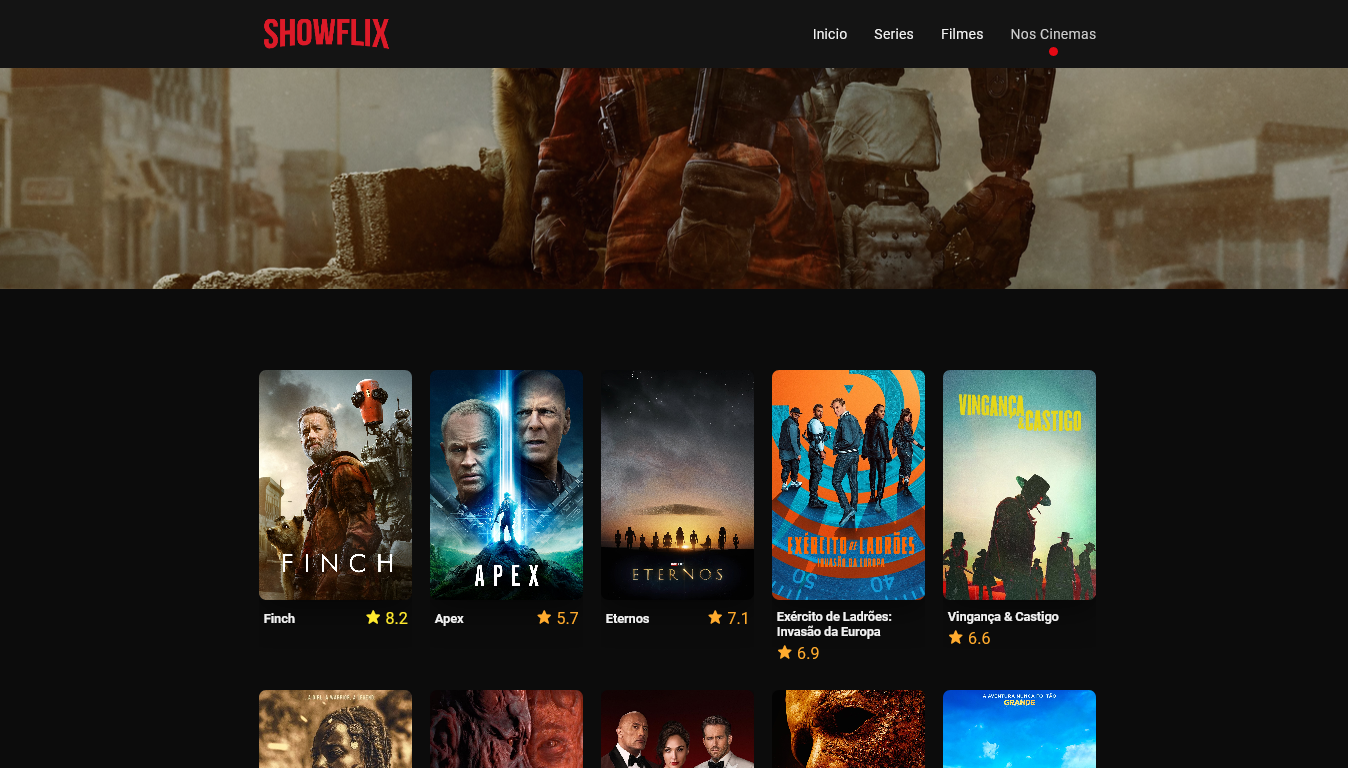 SHOWFLIX
Inicio
Series
Filmes
Nos Cinemas
VINGANÇA
& CASTIGO
FINCH
APEX
ETERNOS
EXÉRCITO DE LADRÕES
INVASÃO DA EUROPA
50
40
Finch
8.2
Apex
5.7
Eternos
7.1
Exército de Ladrões:
Invasão da Europa
6.9
Vingança & Castigo
6.6
A AVENTURA NUNCA FOI TÃO
GRANDE